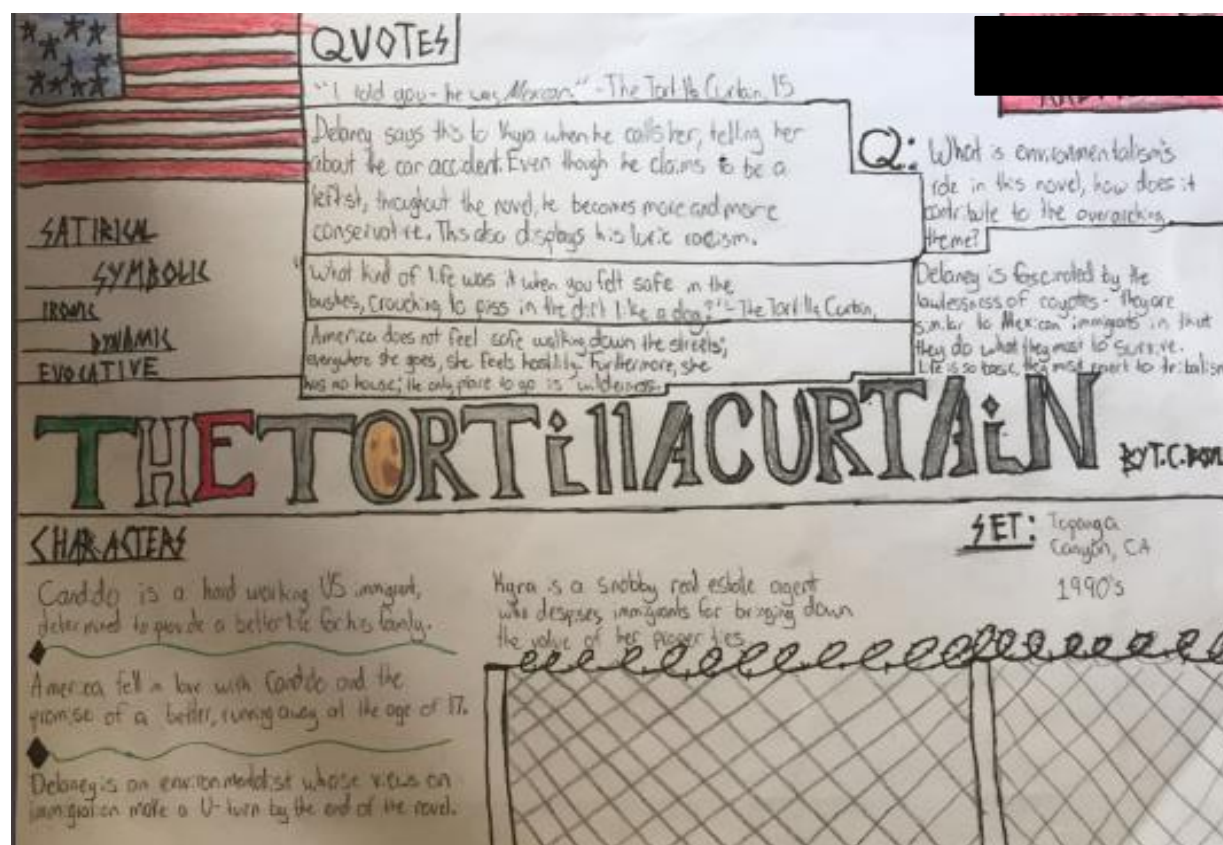 QUOTES
"I told you - he was Mexican." - The Tortilla Curtain, 15
Delaney says this to Kyra when he calls her, telling her
about the car accident. Even though he claims to be a
leftist, throughout the novel, he becomes more and more
conservative. This also displays his racism.
"What kind of life was it when you felt safe in the
bushes, crouching to piss in the dirt like a dog?" - The Tortilla Curtain,
America does not feel safe walking down the streets;
everywhere she goes, she feels hostility. Furthermore, she
has no house; the only place to go is wilderness.
Q: What is environmentalism's
role in this novel, how does it
contribute to the overarching
theme?
Delaney is fascinated by the
lawlessness of coyotes - they are
similar to Mexican immigrants in that
they do what they must to survive.
Life is so base, they must resort to tribalism
SATIRICAL
SYMBOLIC
IRONIC
DYNAMIC
EVOCATIVE
THE TORTILLA CURTAIN
BY T.C. BOYL
CHARACTERS
Candido is a hard working US immigrant,
determined to provide a better life for his family.
America fell in love with Candido and the
promise of a better, running away at the age of 17.
Delaney is an environmentalist whose views on
immigration make a U-turn by the end of the novel.
Kyra is a snobby real estate agent
who despises immigrants for bringing down
the value of her properties.
SET: Topanga
Canyon, CA
1990's